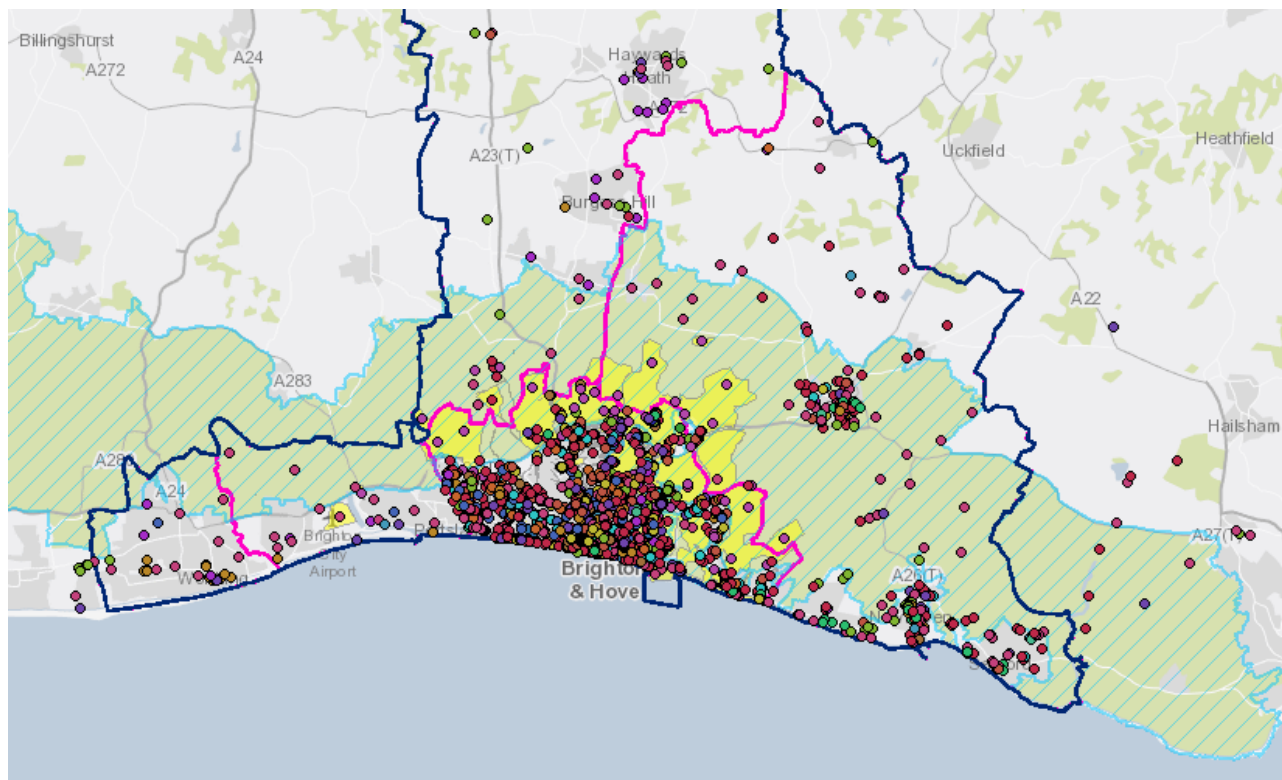 Billingshurst
A24
A272
Haywards
Heath
A23(T)
Uckfield
Heathfield
Burgess Hill
A22
A283
Hailsham
A24
A27(T)
Brighton
City
Airport
A26(T)
Brighton
& Hove